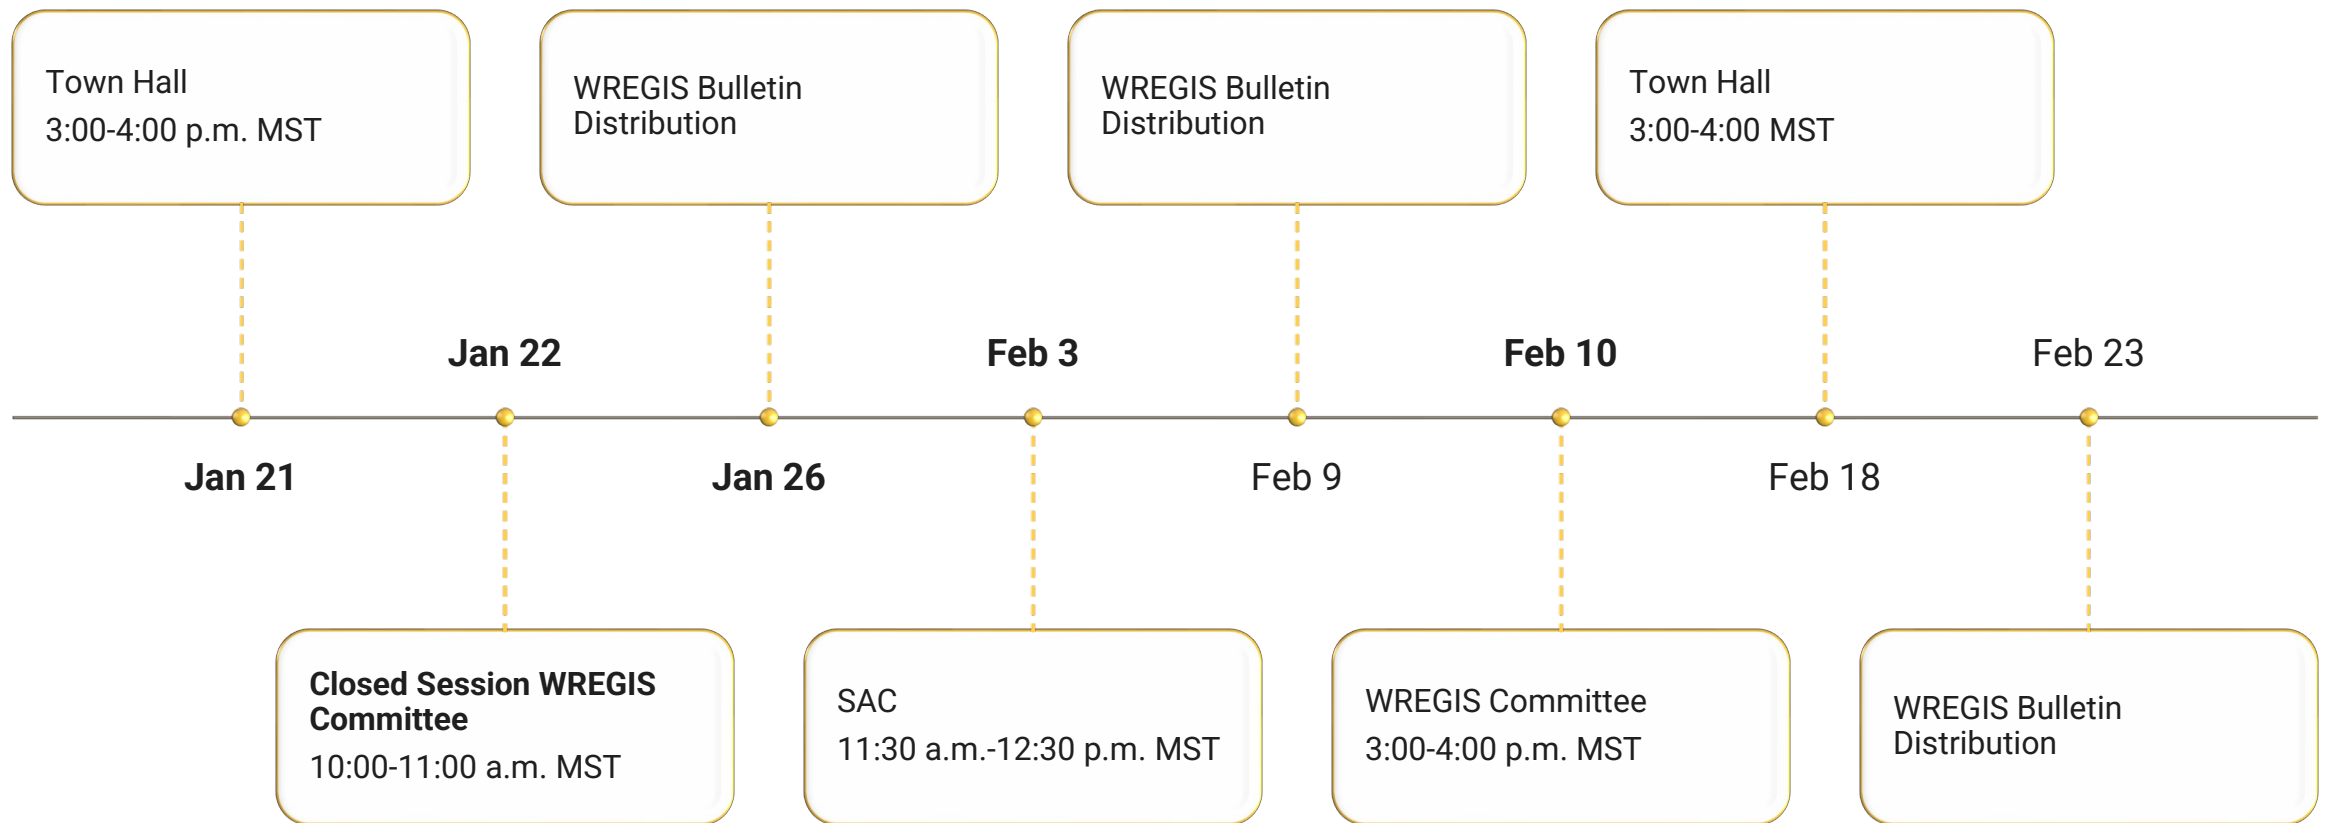 Town Hall
3:00-4:00 p.m. MST
WREGIS Bulletin
Distribution
WREGIS Bulletin
Distribution
Town Hall
3:00-4:00 MST
Jan 22
Feb 3
Feb 10
Feb 23
Jan 21
Jan 26
Feb 9
Feb 18
Closed Session WREGIS
Committee
10:00-11:00 a.m. MST
SAC
11:30 a.m.-12:30 p.m. MST
WREGIS Committee
3:00-4:00 p.m. MST
WREGIS Bulletin
Distribution